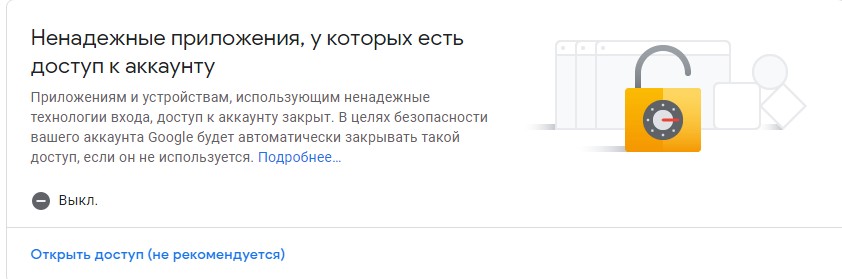 Ненадежные приложения, у которых есть
доступ к аккаунту
Приложениям и устройствам, использующим ненадежные
технологии входа, доступ к аккаунту закрыт. В целях безопасности
вашего аккаунта Google будет автоматически закрывать такой
доступ, если он не используется. Подробнее…
Выкл.
Открыть доступ (не рекомендуется)